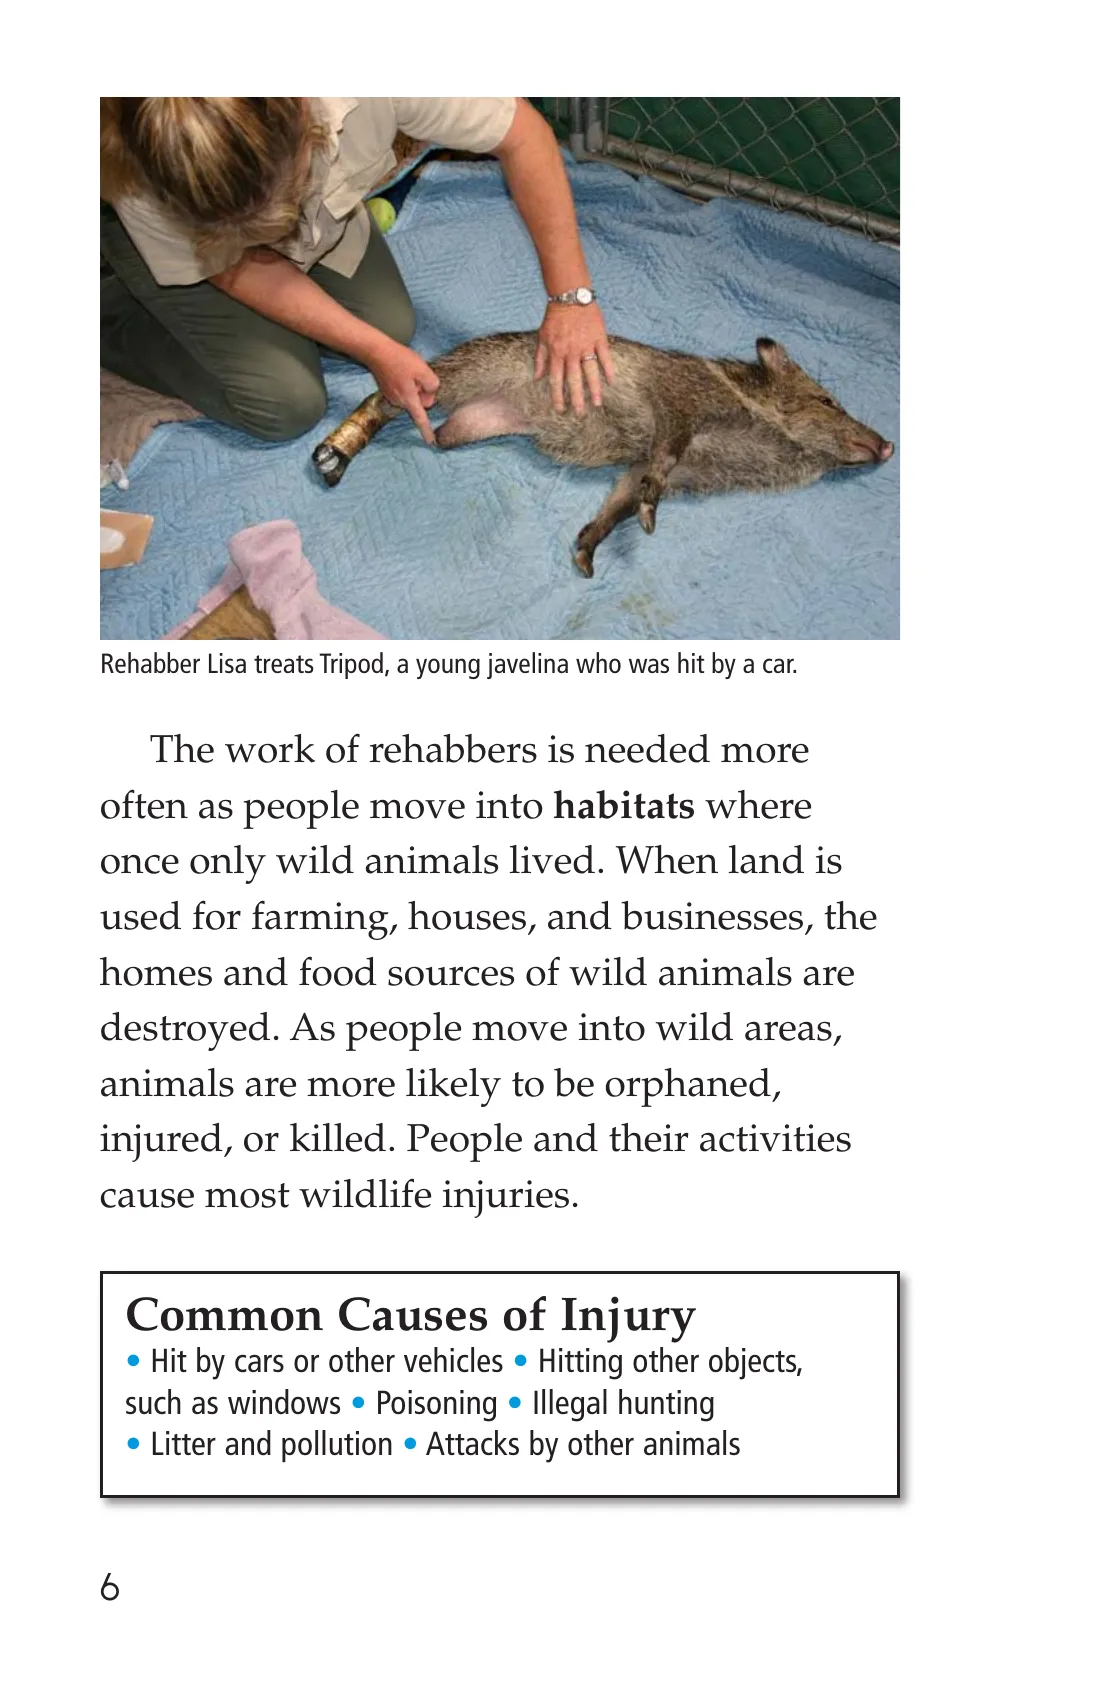 Rehabber Lisa treats Tripod, a young javelina who was hit by a car.
The work of rehabbers is needed more
often as people move into habitats where
once only wild animals lived. When land is
used for farming, houses, and businesses, the
homes and food sources of wild animals are
destroyed. As people move into wild areas,
animals are more likely to be orphaned,
injured, or killed. People and their activities
cause most wildlife injuries.
Common Causes of Injury
• Hit by cars or other vehicles • Hitting other objects,
such as windows • Poisoning • Illegal hunting
• Litter and pollution • Attacks by other animals
6